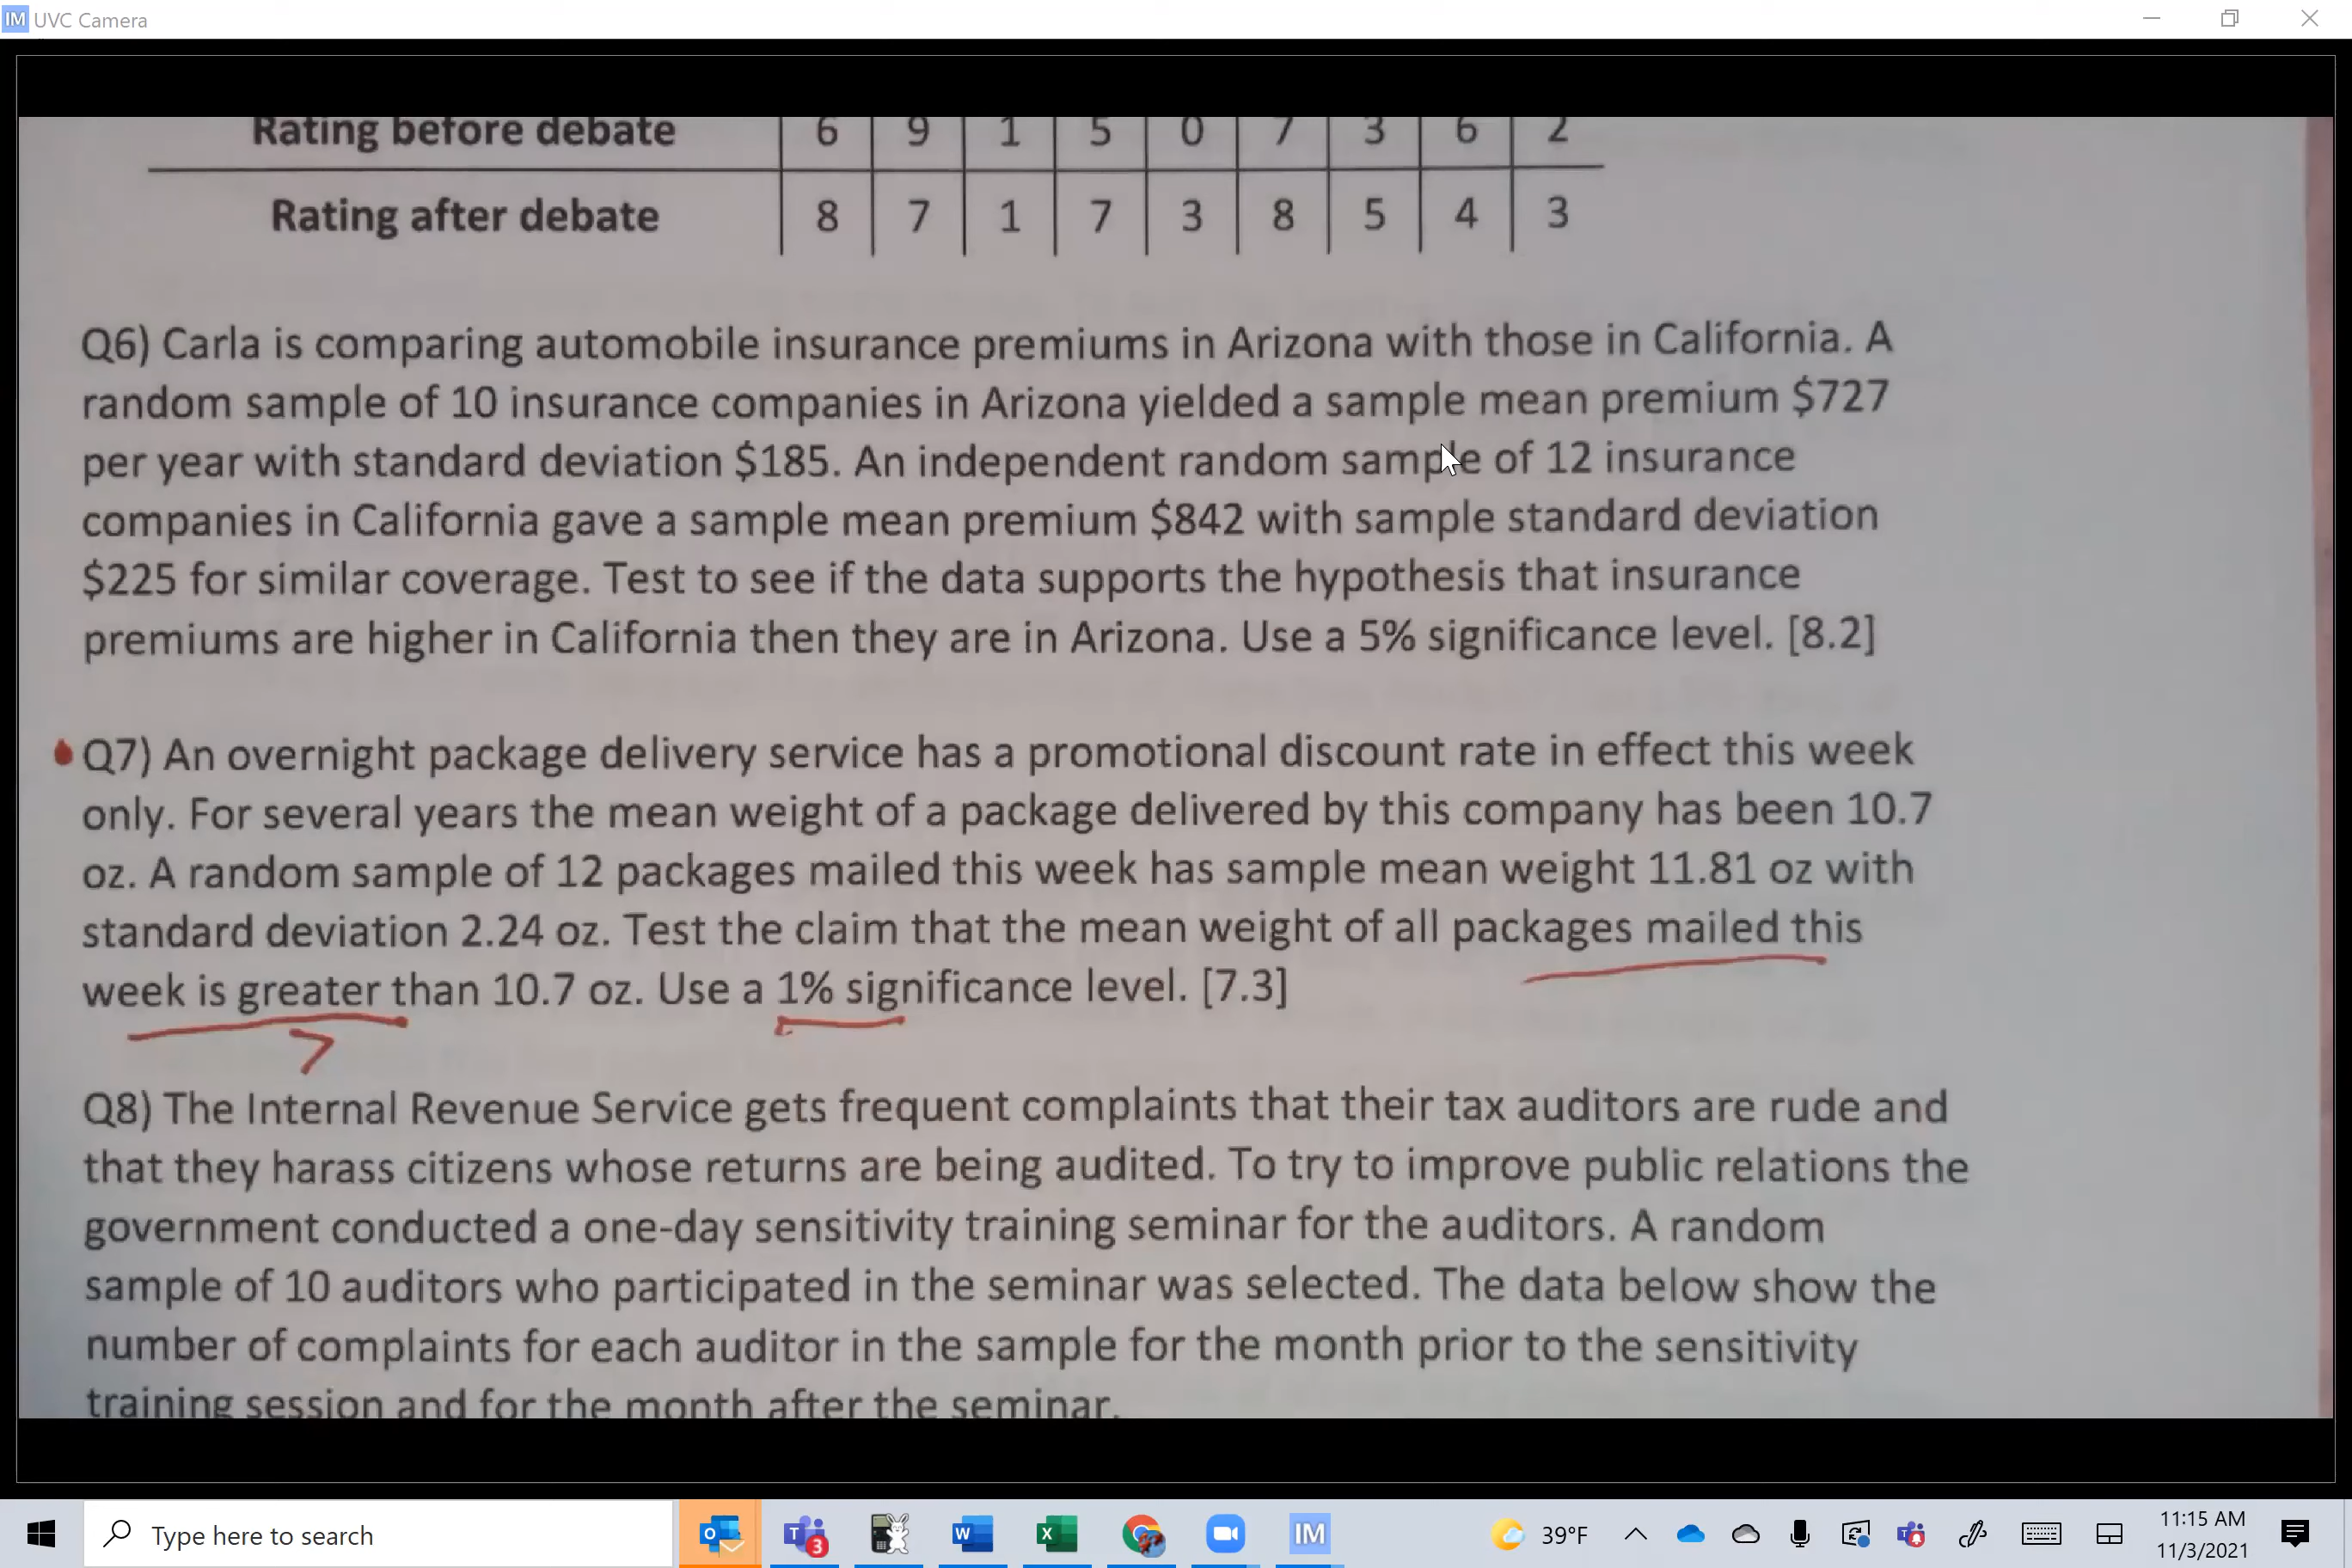 IM UVC Camera
Rating before debate 6 9 1 5 0 7 3 6 2
Rating after debate 8 7 1 7 3 8 5 4 3
Q6) Carla is comparing automobile insurance premiums in Arizona with those in California. A
random sample of 10 insurance companies in Arizona yielded a sample mean premium $727
per year with standard deviation $185. An independent random sample of 12 insurance
companies in California gave a sample mean premium $842 with sample standard deviation
$225 for similar coverage. Test to see if the data supports the hypothesis that insurance
premiums are higher in California then they are in Arizona. Use a 5% significance level. [8.2]
Q7) An overnight package delivery service has a promotional discount rate in effect this week
only. For several years the mean weight of a package delivered by this company has been 10.7
oz. A random sample of 12 packages mailed this week has sample mean weight 11.81 oz with
standard deviation 2.24 oz. Test the claim that the mean weight of all packages mailed this
week is greater than 10.7 oz. Use a 1% significance level. [7.3]
>
Q8) The Internal Revenue Service gets frequent complaints that their tax auditors are rude and
that they harass citizens whose returns are being audited. To try to improve public relations the
government conducted a one-day sensitivity training seminar for the auditors. A random
sample of 10 auditors who participated in the seminar was selected. The data below show the
number of complaints for each auditor in the sample for the month prior to the sensitivity
training session and for the month after the seminar.
Type here to search
3
IM
39°F
11:15 AM
11/3/2021